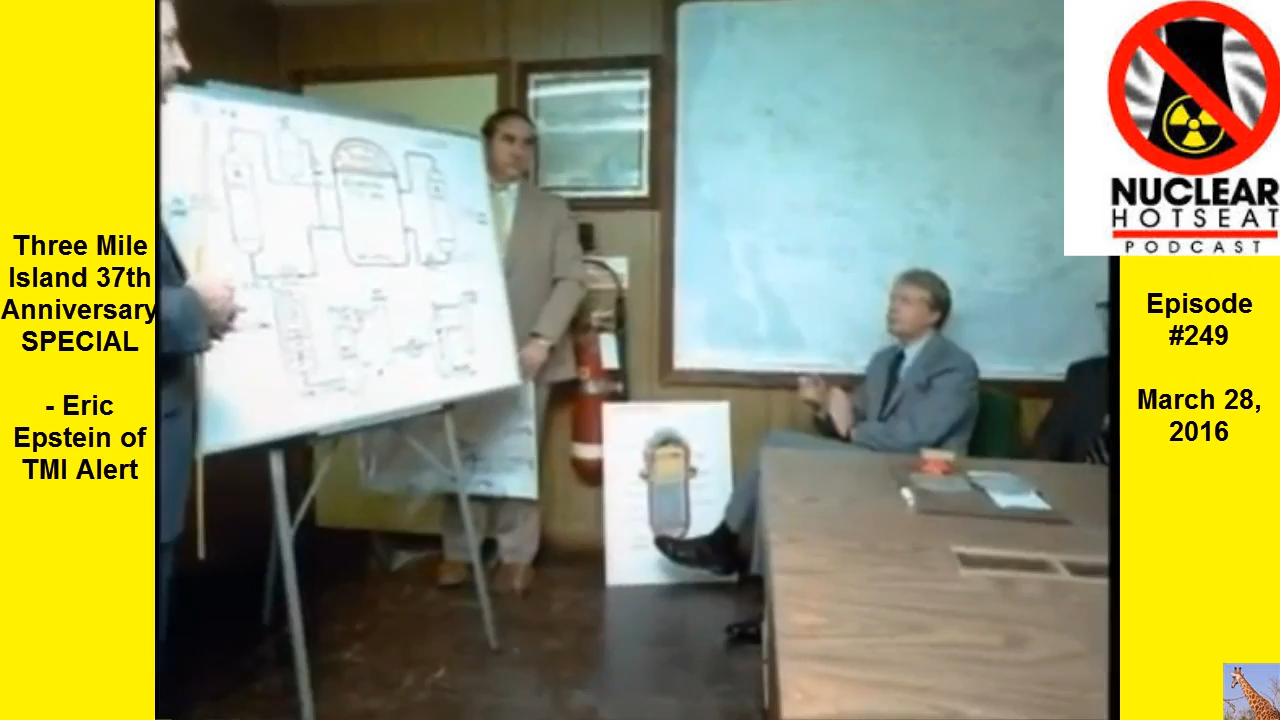 Three Mile
Island 37th
Anniversary
SPECIAL
- Eric
Epstein of
TMI Alert
NUCLEAR
HOTSEAT
PODCAST
Episode
#249
March 28,
2016